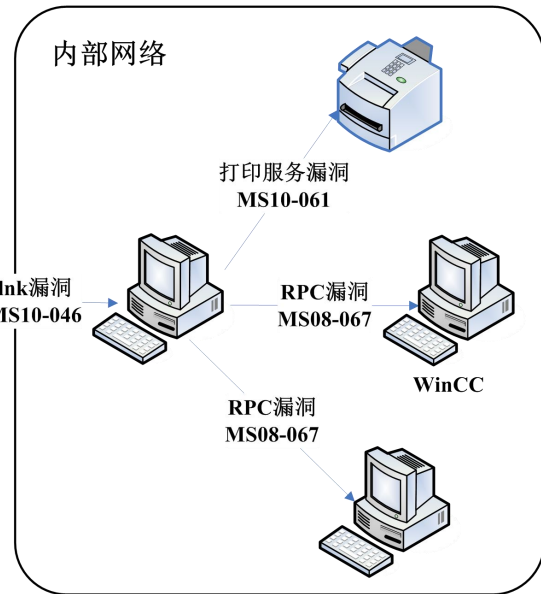 内部网络
打印服务漏洞
MS10-061
lnk漏洞
MS10-046
RPC漏洞
MS08-067
WinCC
RPC漏洞
MS08-067